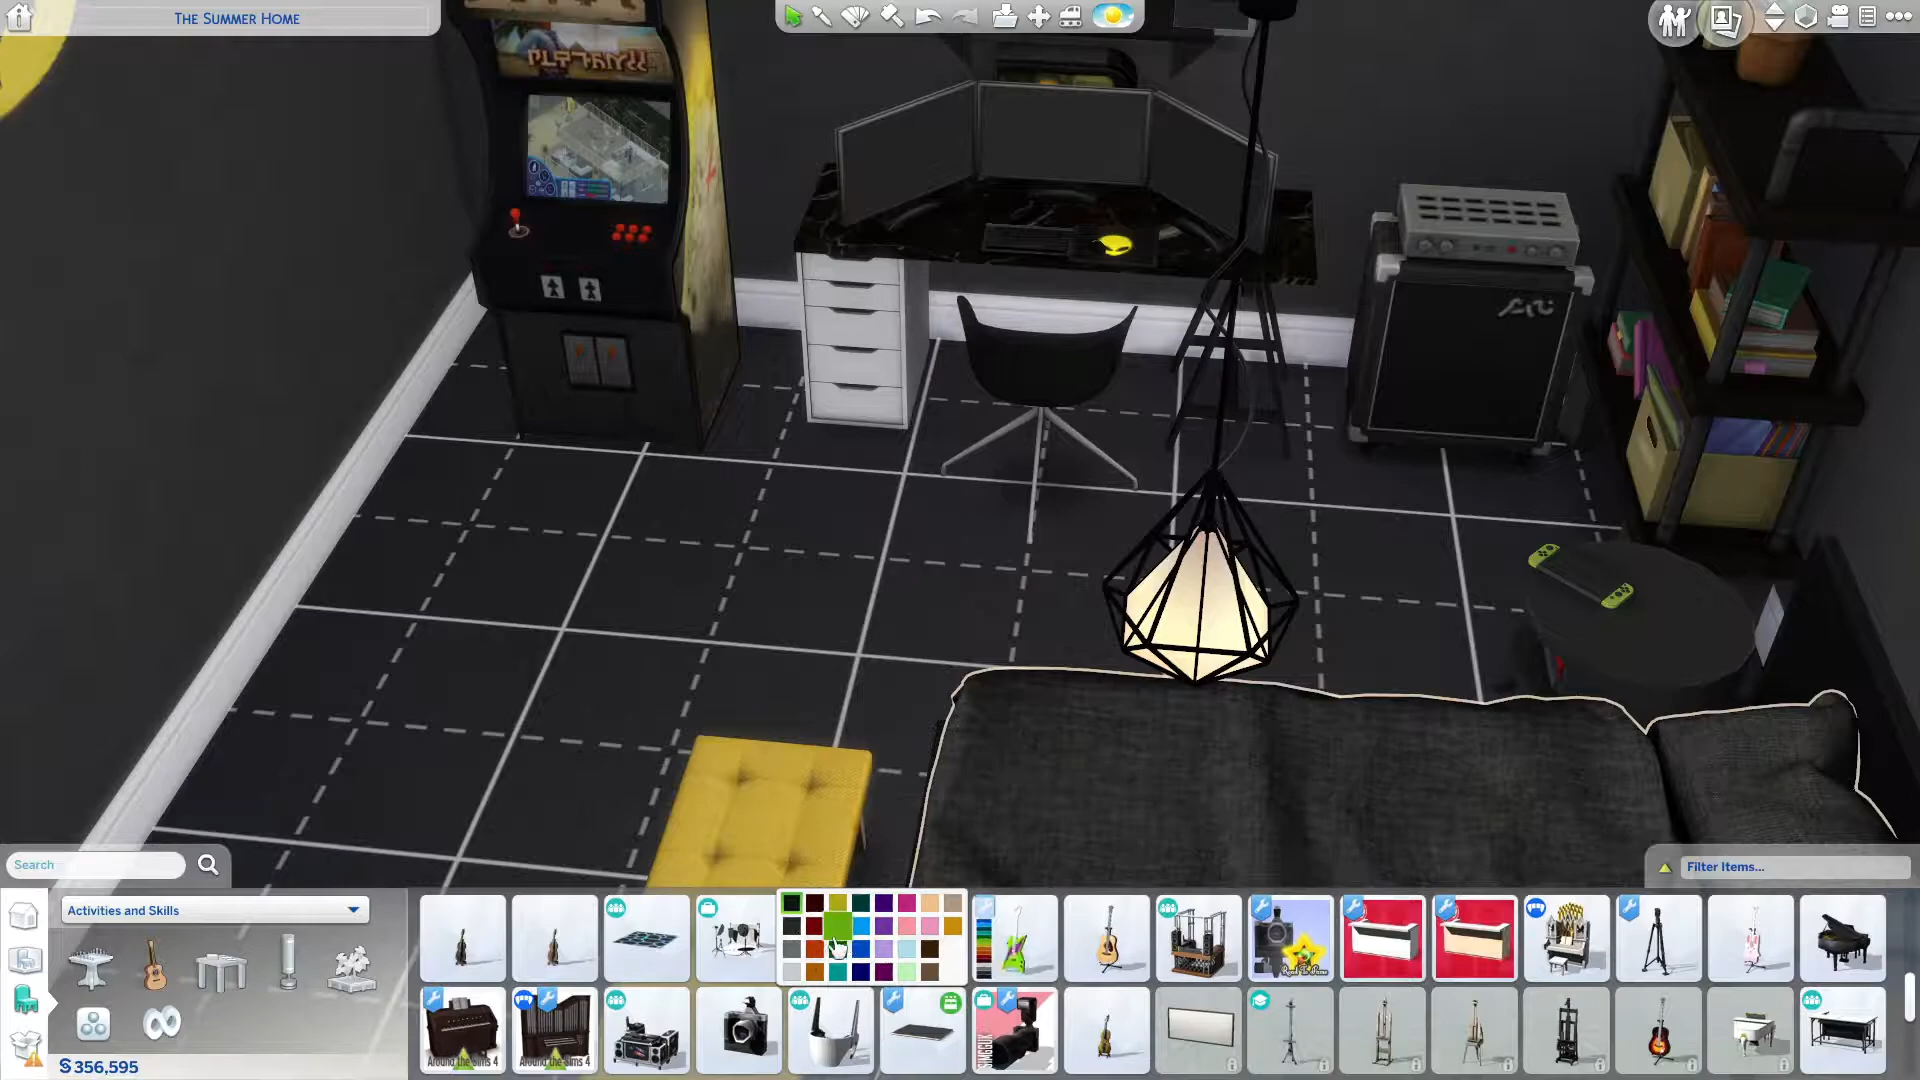 The Summer Home
Search
Filter Items...
Activities and Skills
Around the Sims 4
Around the Sims 4
§356,595